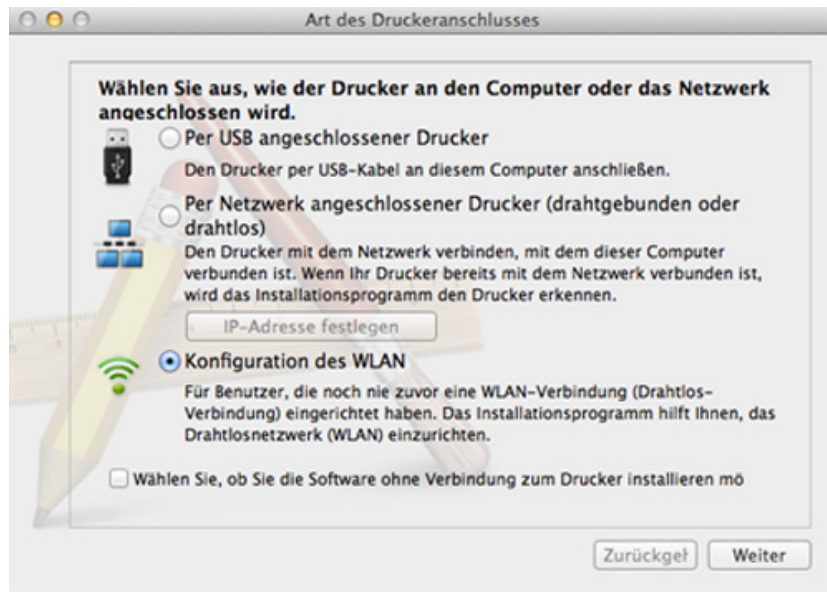 Art des Druckeranschlusses
Wählen Sie aus, wie der Drucker an den Computer oder das Netzwerk
angeschlossen wird.
Per USB angeschlossener Drucker
Den Drucker per USB-Kabel an diesem Computer anschließen.
Per Netzwerk angeschlossener Drucker (drahtgebunden oder
drahtlos)
Den Drucker mit dem Netzwerk verbinden, mit dem dieser Computer
verbunden ist. Wenn Ihr Drucker bereits mit dem Netzwerk verbunden ist,
wird das Installationsprogramm den Drucker erkennen.
IP-Adresse festlegen
Konfiguration des WLAN
Für Benutzer, die noch nie zuvor eine WLAN-Verbindung (Drahtlos-
Verbindung) eingerichtet haben. Das Installationsprogramm hilft Ihnen, das
Drahtlosnetzwerk (WLAN) einzurichten.
Wählen Sie, ob Sie die Software ohne Verbindung zum Drucker installieren mö
Zurückgeh Weiter